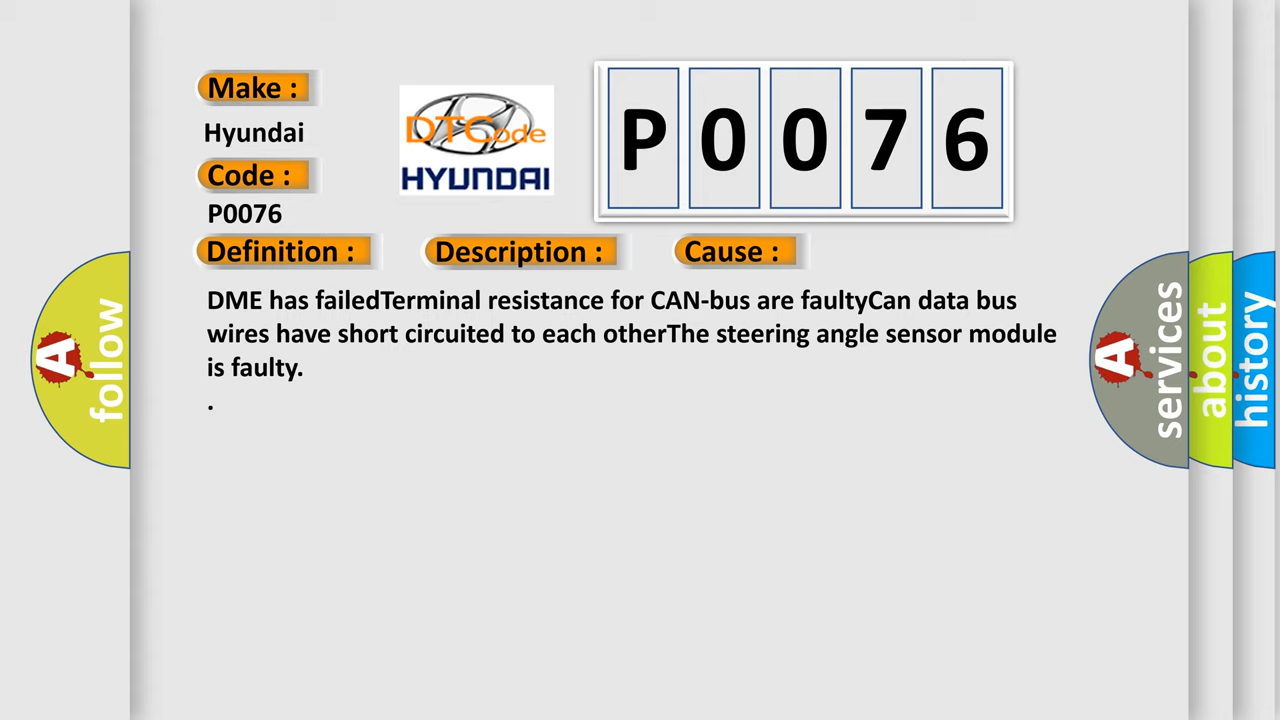 Make :
Hyundai
Code :
P0076
DTCode
HYUNDAI
P0076
Definition :
Description :
Cause :
DME has failedTerminal resistance for CAN-bus are faultyCan data bus
wires have short circuited to each otherThe steering angle sensor module
is faulty.
.
A follow
A services
about
history